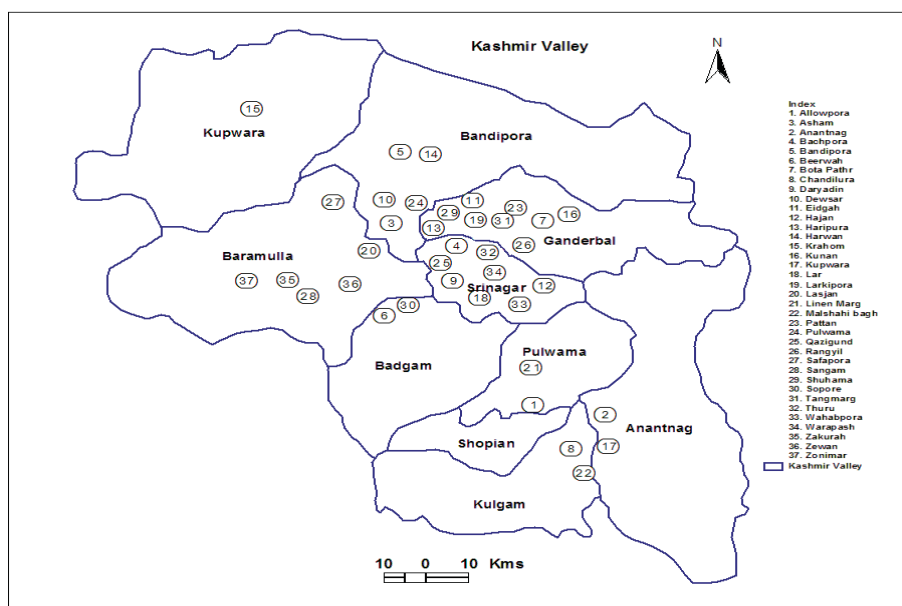 Kashmir Valley
N
Index
1. Allowpora
3. Asham
2. Anantnag
4. Bachpora
5. Bandipora
6. Beerwah
7. Bota Pathr
8. Chandilura
9. Daryadin
10. Dewsar
11. Eidgah
12. Hajan
13. Haripura
14. Harwan
15. Krahom
16. Kunan
17. Kupwara
18. Lar
19. Larkipora
20. Lasjan
21. Linen Marg
22. Malshahi bagh
23. Pattan
24. Pulwama
25. Qazigund
26. Rangyil
27. Safapora
28. Sangam
29. Shuhama
30. Sopore
31. Tangmarg
32. Thuru
33. Wahabpora
34. Warapash
35. Zakurah
36. Zewan
37. Zonimar
Kashmir Valley
15
Kupwara
Bandipora
5 14
27 10 24 11
29 23 16
3 13 19 31 7
Ganderbal
20 4 32 26
Baramulla
25
37 35 28 36
9 34 12
Srinagar
18 33
6 30
Badgam
Pulwama
21
1
2
Anantnag
Shopian
8 17
22
Kulgam
10 0 10 Kms